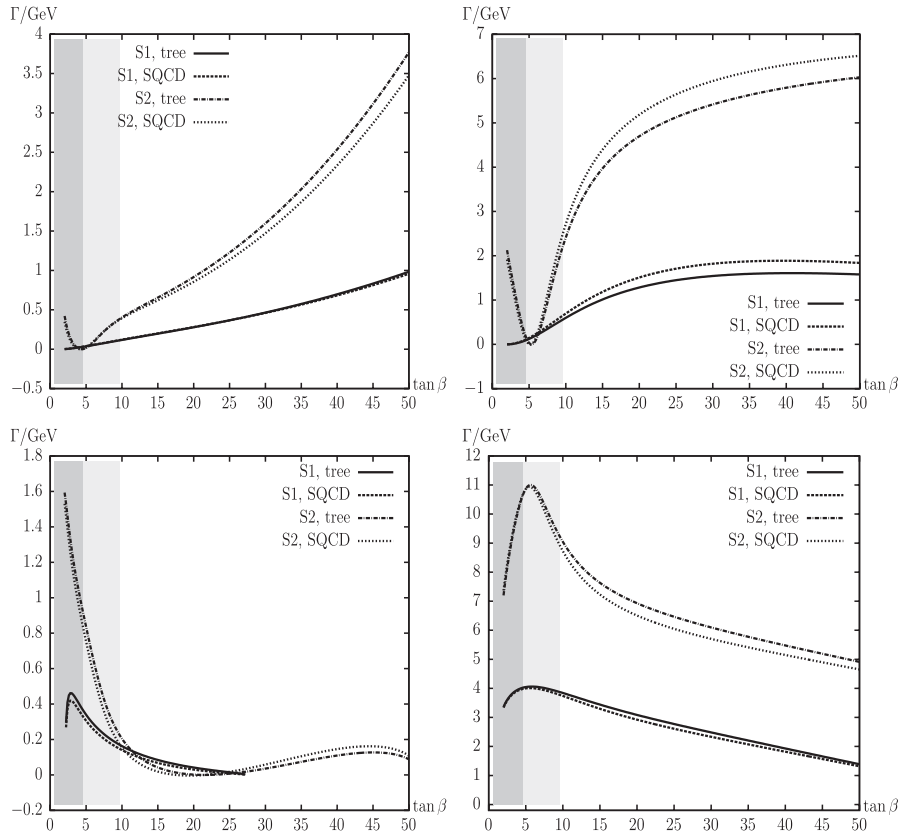 Γ/GeV
4
3.5
3
2.5
2
1.5
1
0.5
0
−0.5
S1, tree
S1, SQCD
S2, tree
S2, SQCD
0 5 10 15 20 25 30 35 40 45 50
tan β
Γ/GeV
7
6
5
4
3
2
1
0
−1
S1, tree
S1, SQCD
S2, tree
S2, SQCD
0 5 10 15 20 25 30 35 40 45 50
tan β
Γ/GeV
1.8
1.6
1.4
1.2
1
0.8
0.6
0.4
0.2
0
−0.2
S1, tree
S1, SQCD
S2, tree
S2, SQCD
0 5 10 15 20 25 30 35 40 45 50
tan β
Γ/GeV
12
11
10
9
8
7
6
5
4
3
2
1
0
S1, tree
S1, SQCD
S2, tree
S2, SQCD
0 5 10 15 20 25 30 35 40 45 50
tan β